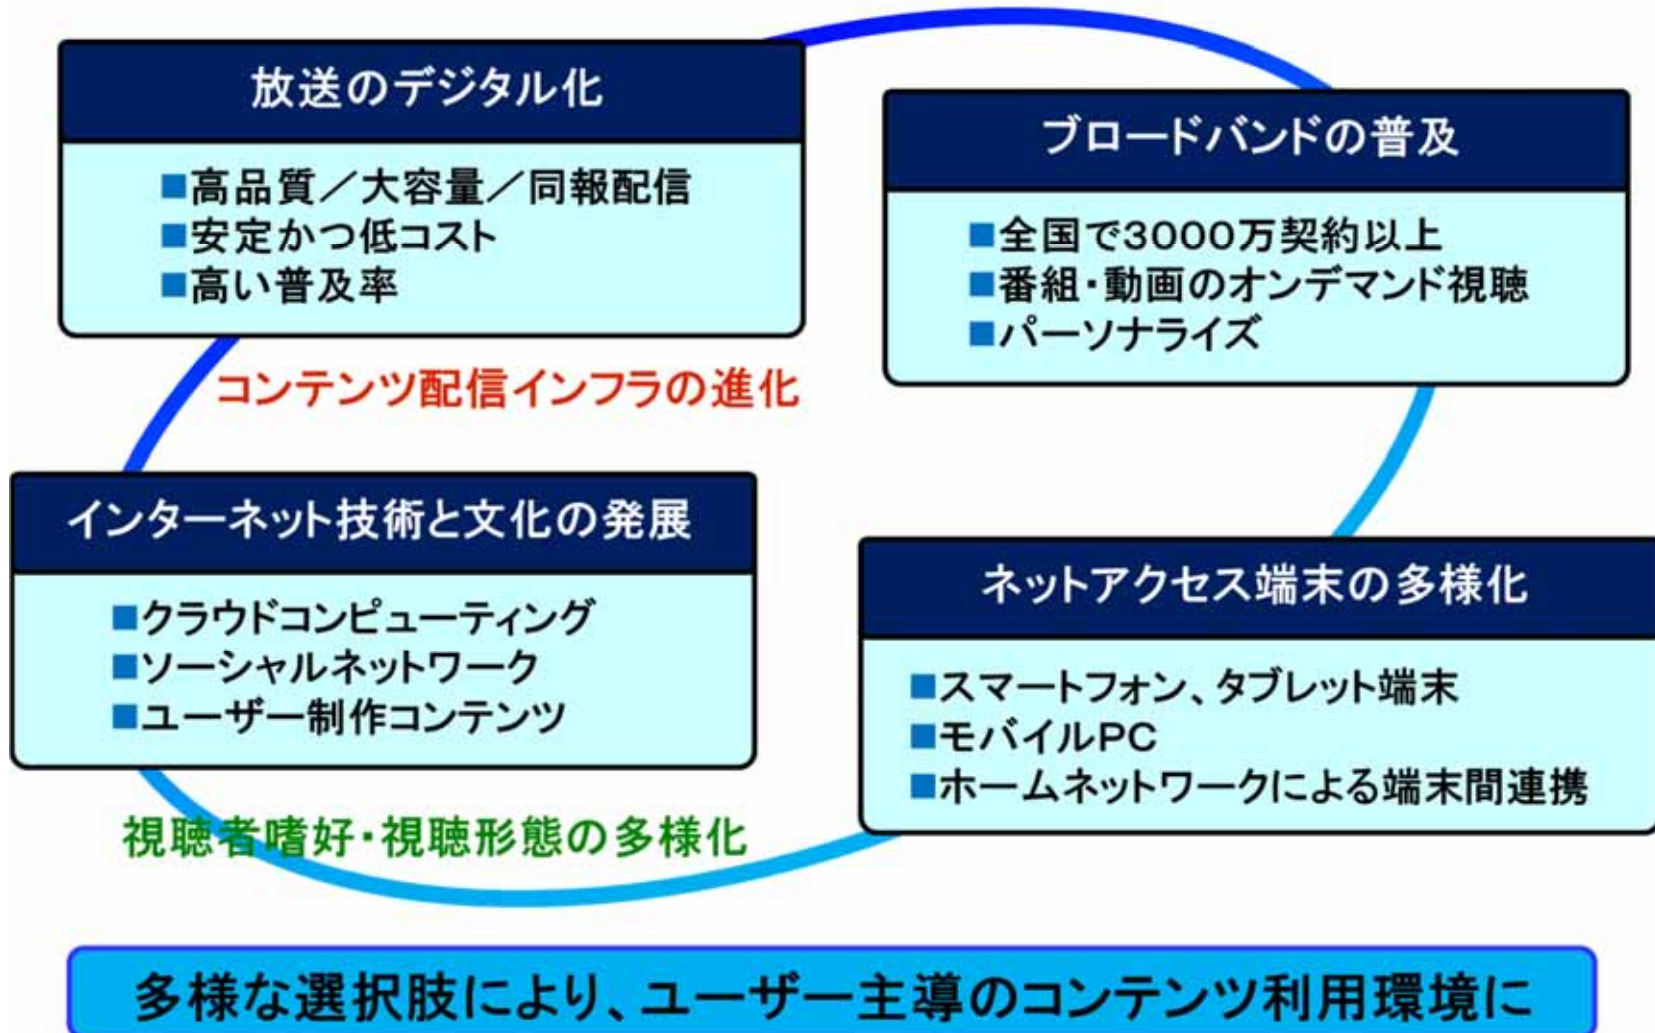 放送のデジタル化
■高品質／大容量／同報配信
■安定かつ低コスト
■高い普及率
ブロードバンドの普及
■全国で3000万契約以上
■番組・動画のオンデマンド視聴
■パーソナライズ
コンテンツ配信インフラの進化
インターネット技術と文化の発展
■クラウドコンピューティング
■ソーシャルネットワーク
■ユーザー制作コンテンツ
ネットアクセス端末の多様化
■スマートフォン、タブレット端末
■モバイルPC
■ホームネットワークによる端末間連携
視聴者嗜好・視聴形態の多様化
多様な選択肢により、ユーザー主導のコンテンツ利用環境に